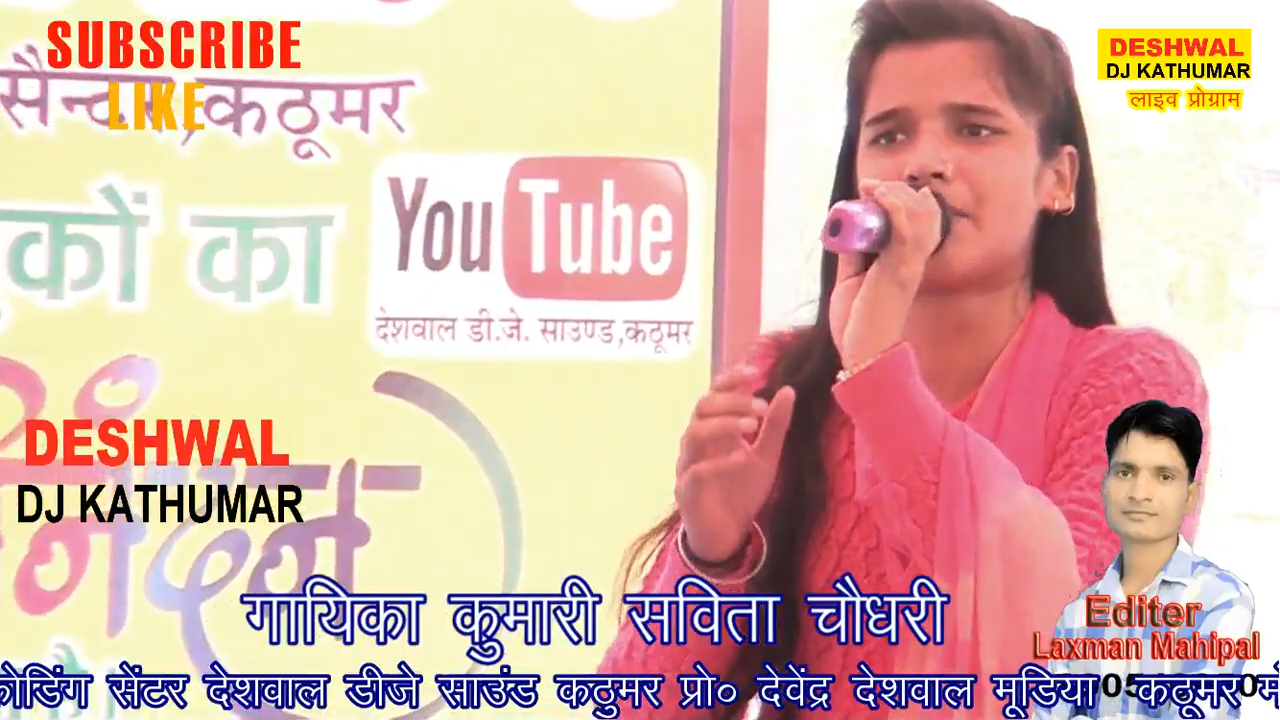 SUBSCRIBE
LIKE
DESHWAL
DJ KATHUMAR
लाइव प्रोग्राम
सैन्टर,कठूमर
कों का
YouTube
देशवाल डी.जे. साउण्ड,कठूमर
DESHWAL
DJ KATHUMAR
गायिका कुमारी सविता चौधरी
Editer
Laxman Mahipal
सेंटर देशवाल डीजे साउंड कठुमर प्रो० देवेंद्र देशवाल मूडिया कठूमर